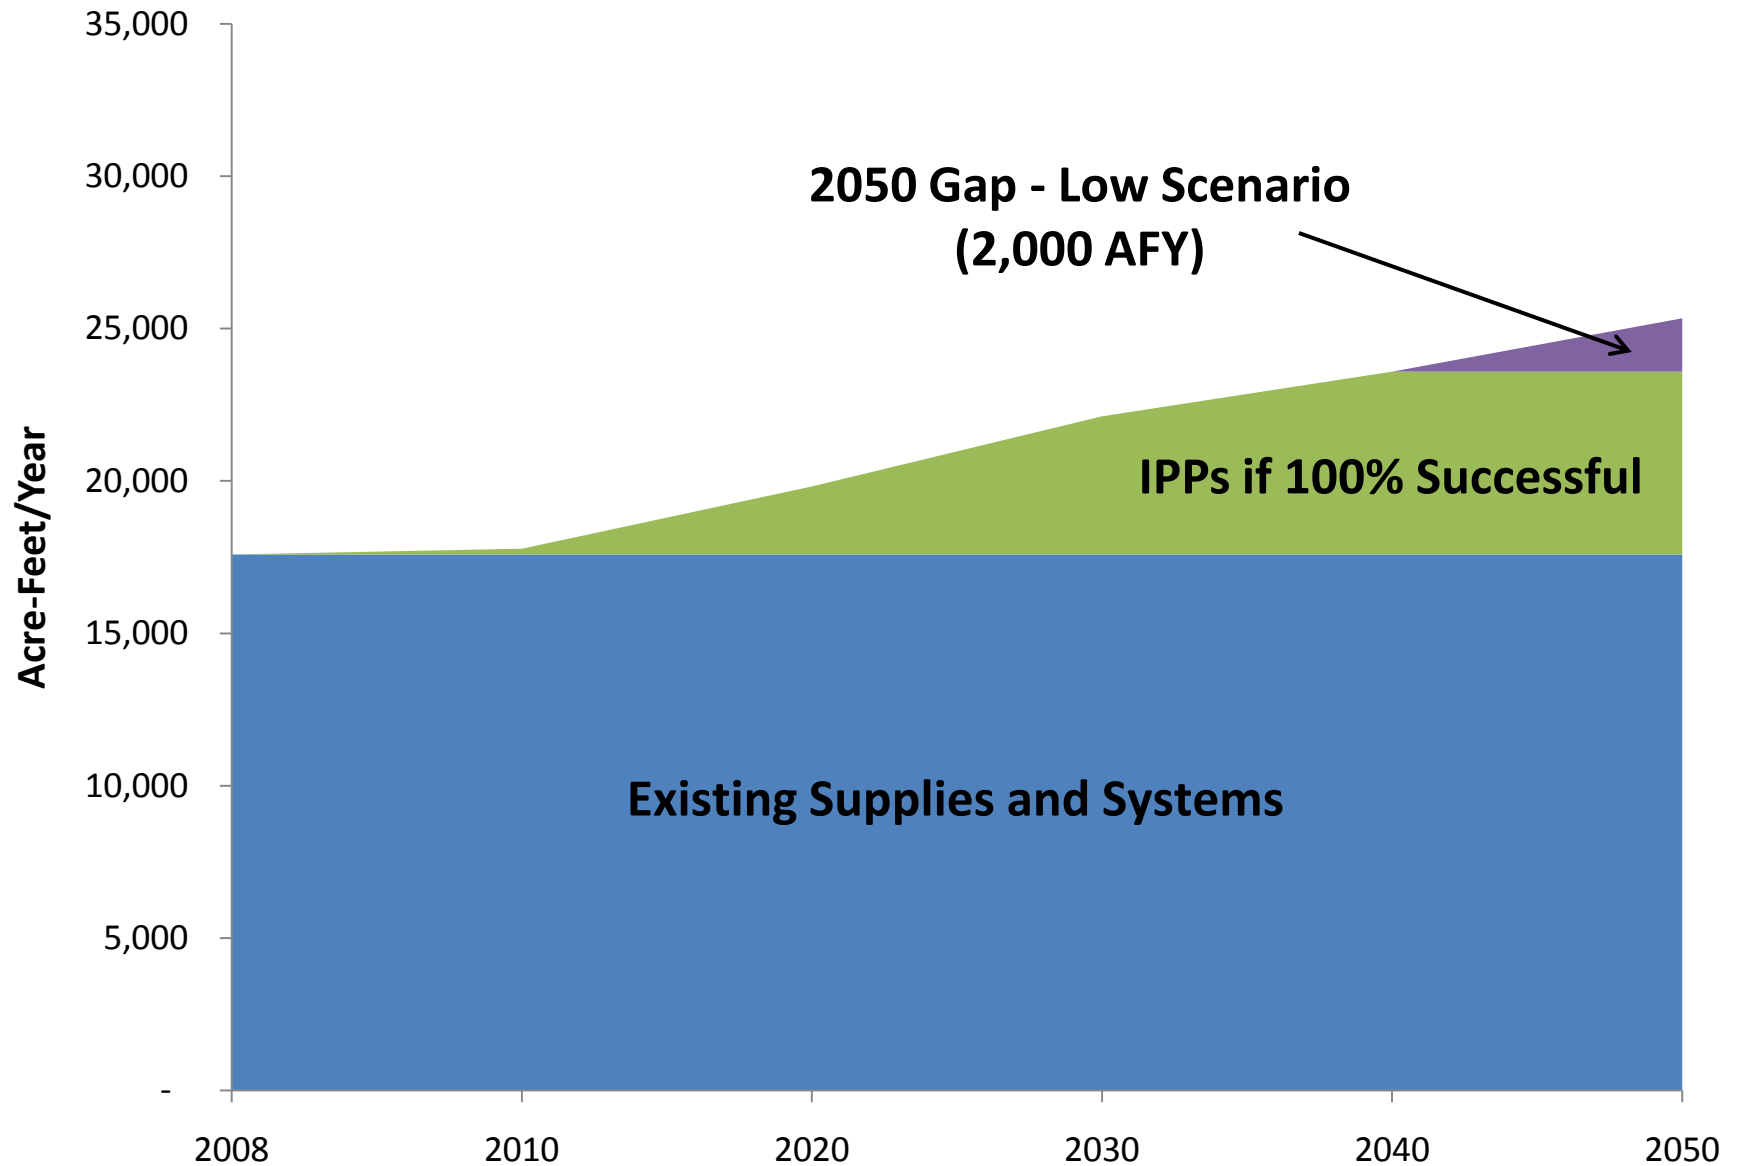 35,000
30,000
25,000
20,000
15,000
10,000
5,000
-
Acre-Feet/Year
2050 Gap - Low Scenario
(2,000 AFY)
IPPs if 100% Successful
Existing Supplies and Systems
2008 2010 2020 2030 2040 2050